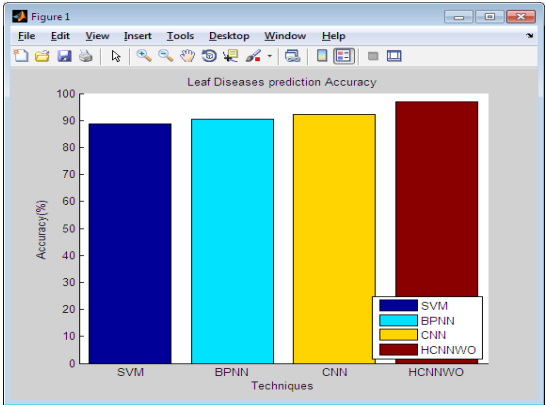 Figure 1
File Edit View Insert Tools Desktop Window Help
Leaf Diseases prediction Accuracy
100
90
80
70
60
50
40
30
20
10
0
Accuracy(%)
SVM
BPNN
CNN
HCNNWO
SVM BPNN CNN HCNNWO
Techniques